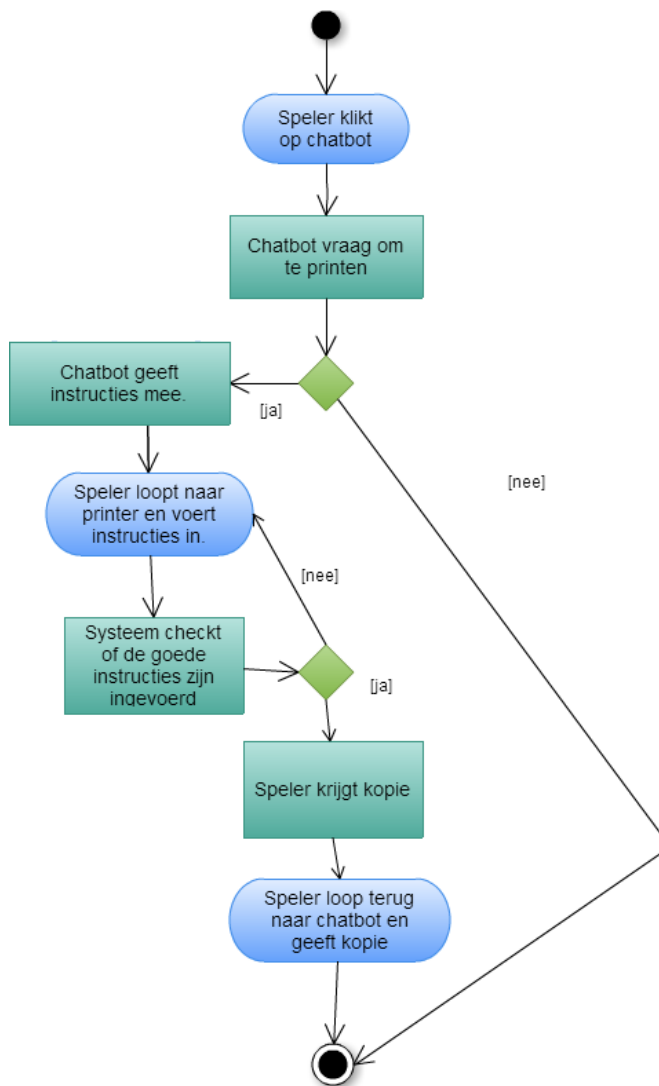 Speler klikt
op chatbot
Chatbot vraag om
te printen
Chatbot geeft
instructies mee.
[ja]
[nee]
Speler loopt naar
printer en voert
instructies in.
[nee]
Systeem checkt
of de goede
instructies zijn
ingevoerd
[ja]
Speler krijgt kopie
Speler loop terug
naar chatbot en
geeft kopie